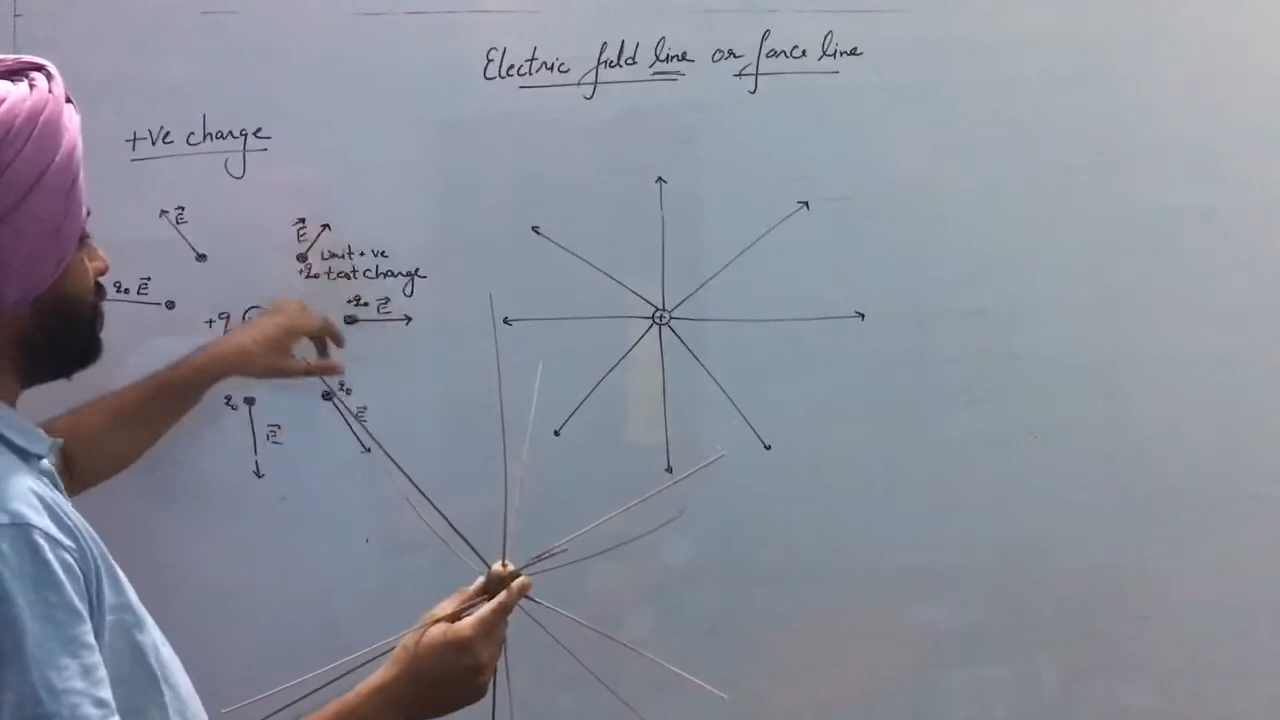 Electric field line or force line
+ve charge
E
E
unit +ve
+q₀ test charge
q₀ E
+q
+q₀ E
q₀
E
q₀
E
+